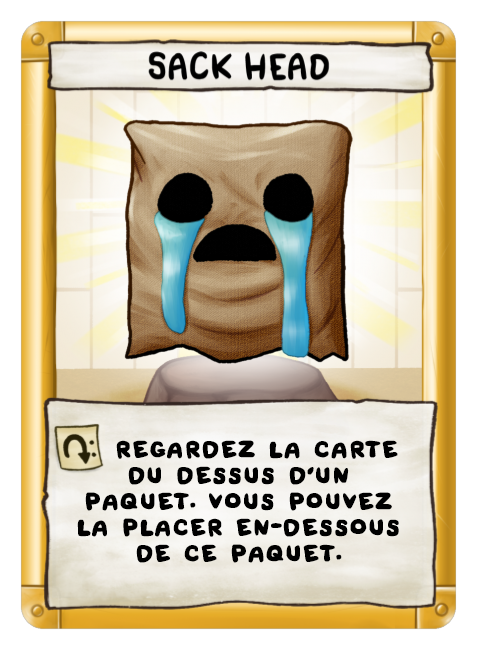 SACK HEAD
: REGARDEZ LA CARTE
DU DESSUS D'UN
PAQUET. VOUS POUVEZ
LA PLACER EN-DESSOUS
DE CE PAQUET.